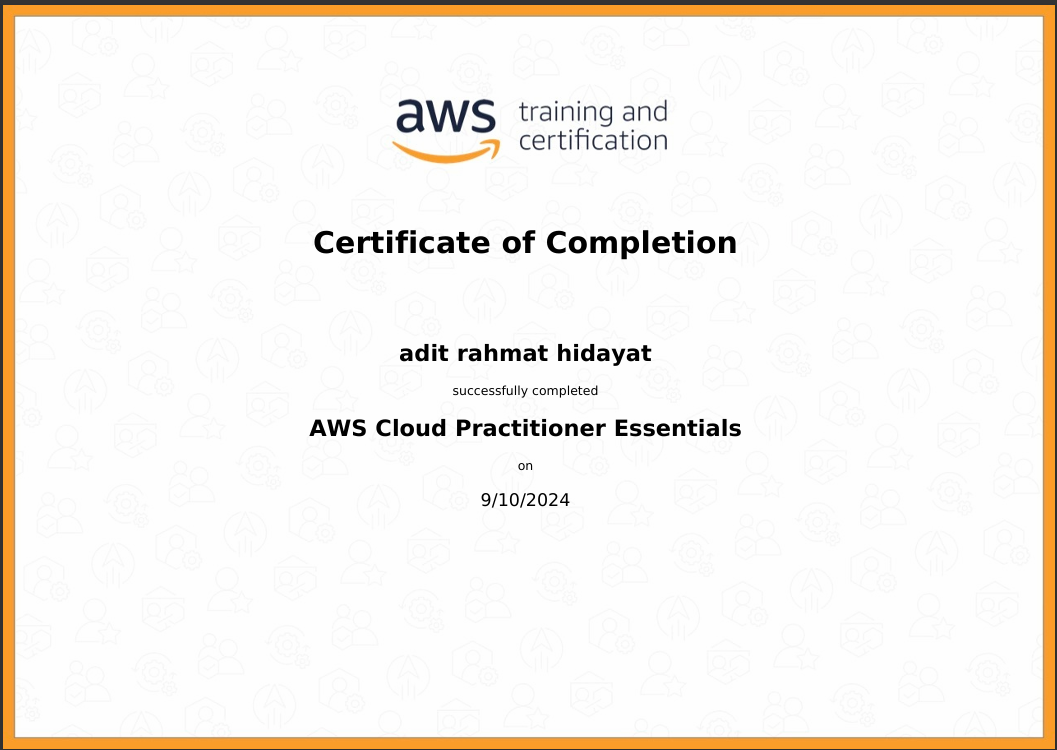 aws training and
certification
Certificate of Completion
adit rahmat hidayat
successfully completed
AWS Cloud Practitioner Essentials
on
9/10/2024